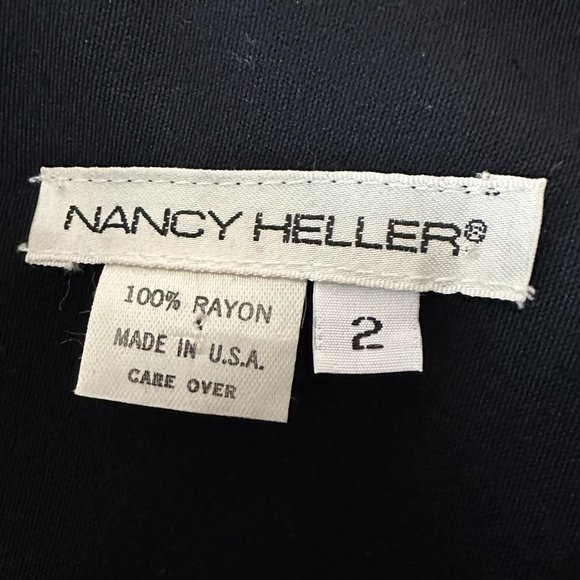 NANCY HELLER®
100% RAYON
MADE IN U.S.A.
CARE OVER
2